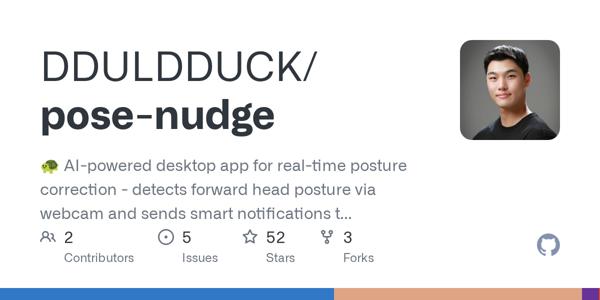 DDULDDUCK/
pose-nudge
🐢 AI-powered desktop app for real-time posture
correction - detects forward head posture via
webcam and sends smart notifications t...
2 5 52 3
Contributors Issues Stars Forks